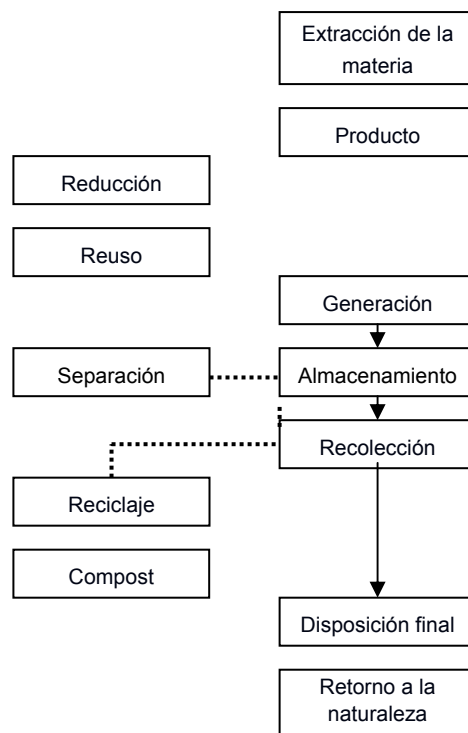 Extracción de la
materia
Producto
Reducción
Reuso
Generación
Separación
Almacenamiento
Recolección
Reciclaje
Compost
Disposición final
Retorno a la
naturaleza